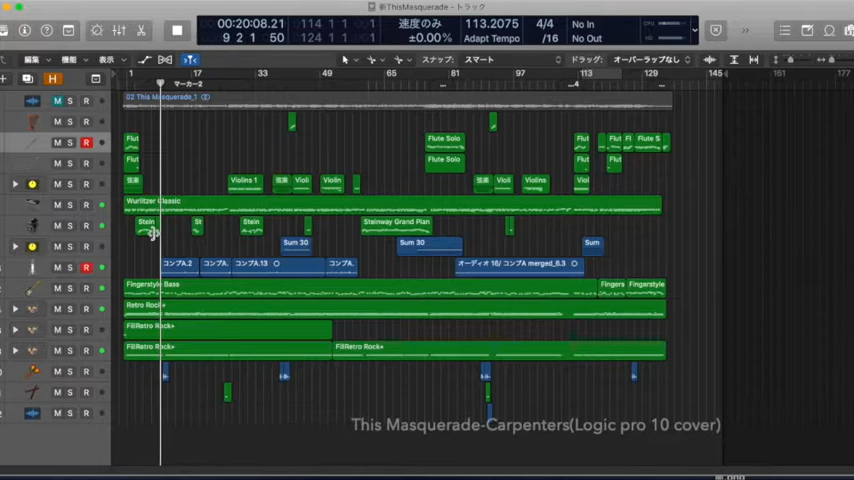 新ThisMasquerade - トラック
00:20:08.21 114 1 1 速度のみ 113.2075 4/4 No In
9 2 1 50 ±0.00% Adapt Tempo /16 No Out
編集 機能 表示 スナップ: スマート ドラッグ: オーバーラップなし
H 1 17 33 49 65 81 97 113 129 145 161 177
マーカー2 ...4
M S R 02 This Masquerade_1
M S R
M S R Flut Flute Solo Flut Flut Fl Flute S
M S R Flut Flute Solo Flut Flut
M S R 弦楽 Violins 1 弦楽 Violi Violin 弦楽 Violi Violins Viol
M S R Wurlitzer Classic
M S R Stein St Stein Steinway Grand Pian
M S R Sum 30 Sum 30 Sum
M S R コンプA.2 コンプA. コンプA.13 コンプA. オーディオ 16/ コンプA merged_6.3
M S R Fingerstyle Bass Fingers Fingerstyle
M S R Retro Rock+
M S R FillRetro Rock+
M S R FillRetro Rock+ FillRetro Rock+
M S R
M S R
M S R
This Masquerade-Carpenters(Logic pro 10 cover)